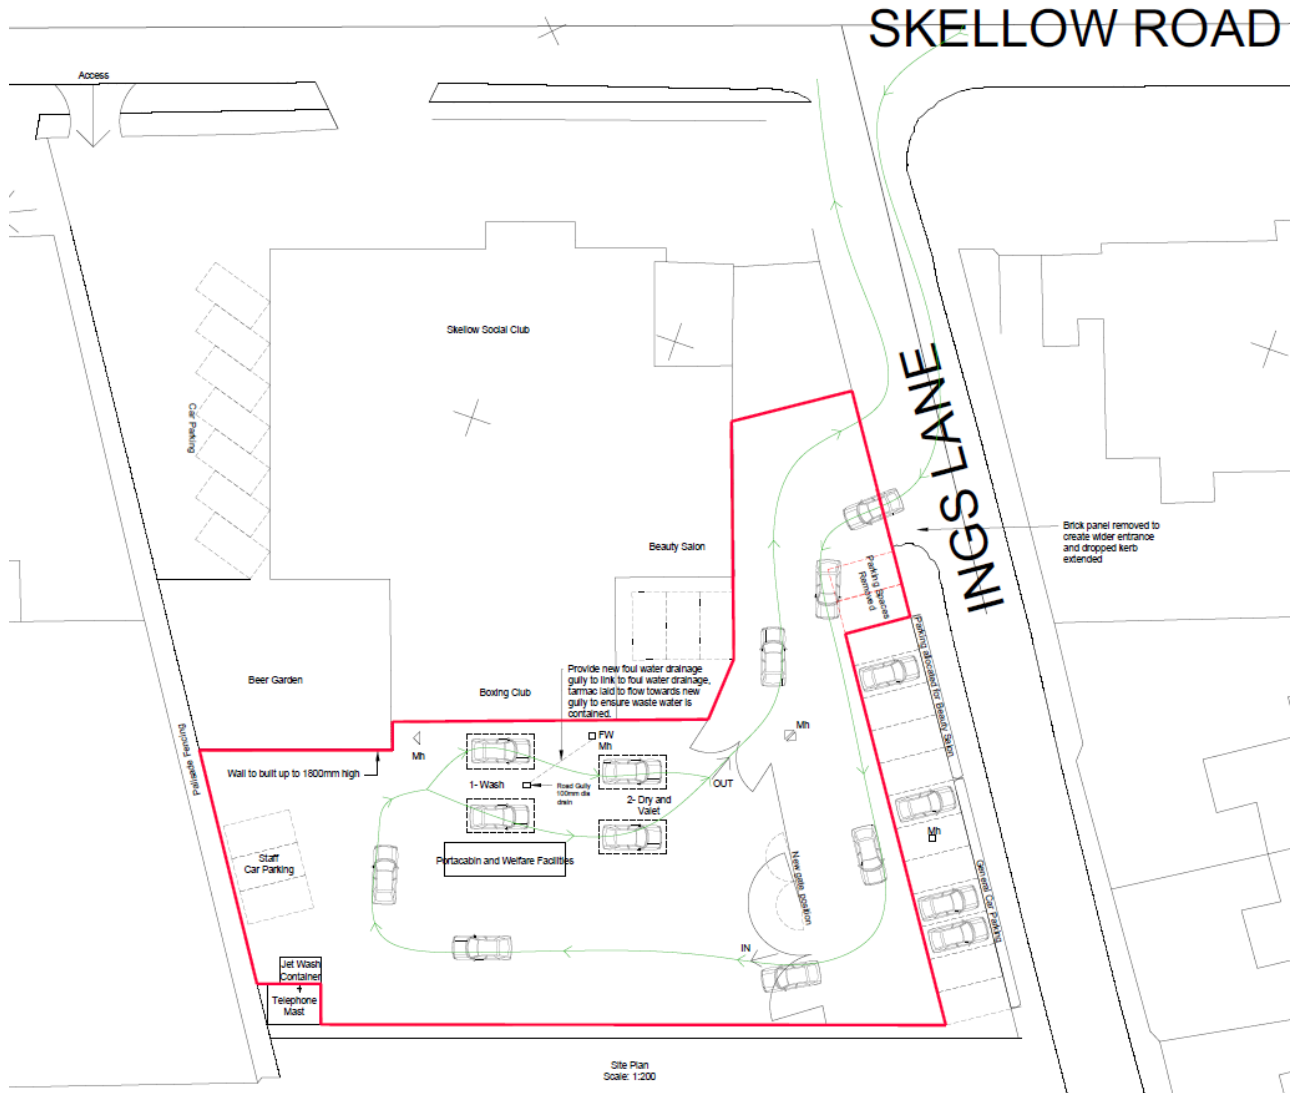 SKELLOW ROAD
Access
Skellow Social Club
INGS LANE
Car Parking
Brick panel removed to
create wider entrance
and dropped kerb
extended
Beauty Salon
Parking Spaces
Removed
Parking allocated for Beauty Salon
Provide new foul water drainage
gully to link to foul water drainage,
tarmac laid to flow towards new
gully to ensure waste water is
contained.
Beer Garden
Boxing Club
Palisade Fencing
Mh
FW
Mh
Mh
Wall to built up to 1800mm high
1- Wash
Road Gully
100mm dia
drain
OUT
2- Dry and
Valet
Mh
Staff
Car Parking
Portacabin and Welfare Facilities
New gate position
General Car Parking
IN
Jet Wash
Container
Telephone
Mast
Site Plan
Scale: 1:200